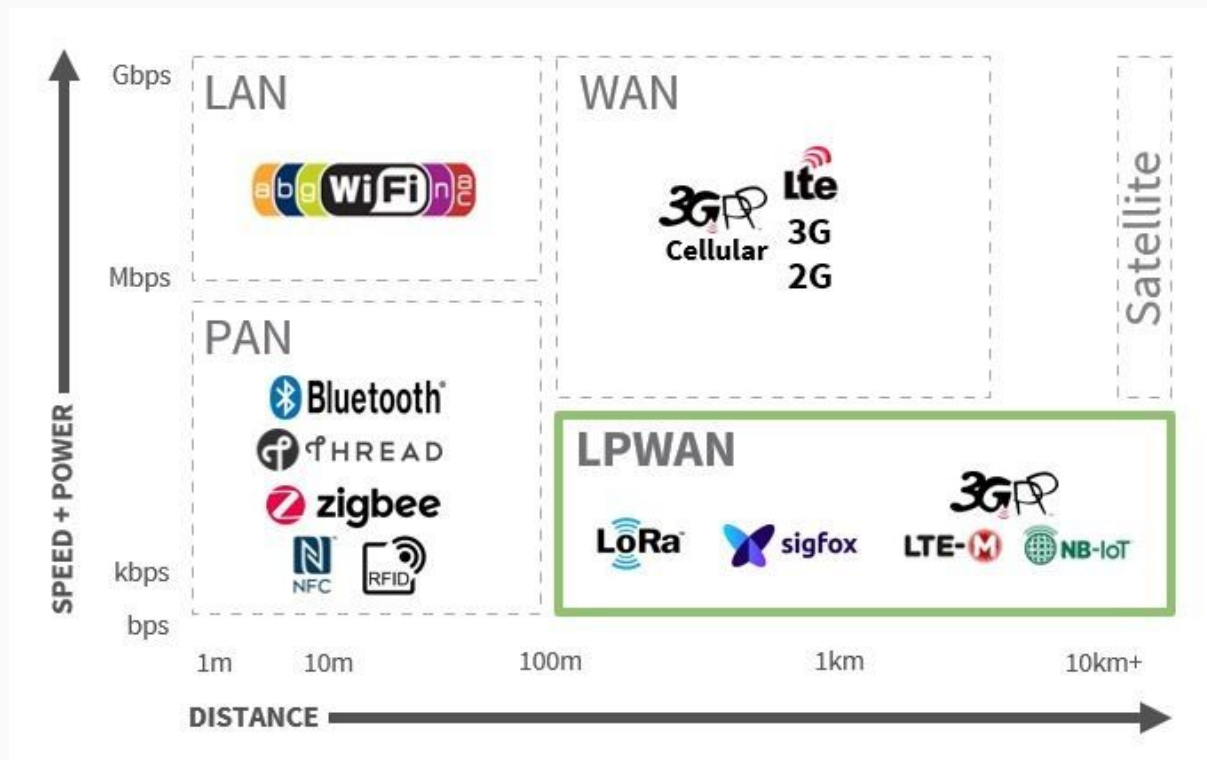 Gbps
LAN
WAN
a b g WiFi n ac
3GPP
Cellular
Lte
3G
2G
Satellite
Mbps
PAN
Bluetooth®
THREAD
zigbee
NFC
RFID
LPWAN
LoRa™
sigfox
3GPP
LTE-M
NB-IoT
SPEED + POWER
kbps
bps
1m 10m 100m 1km 10km+
DISTANCE